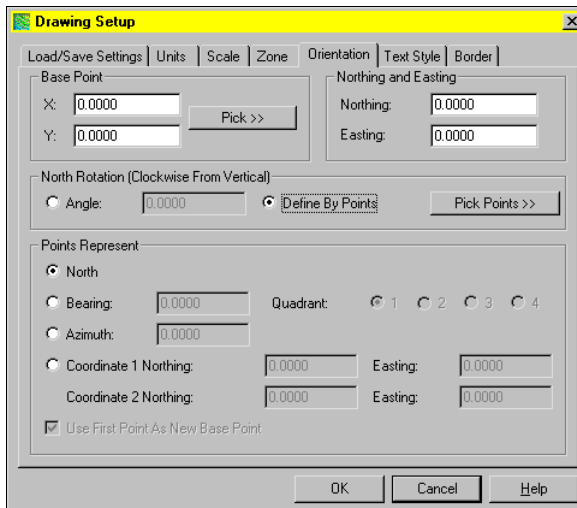 Drawing Setup
Load/Save Settings Units Scale Zone Orientation Text Style Border
Base Point
X: 0.0000
Y: 0.0000
Pick >>
Northing and Easting
Northing: 0.0000
Easting: 0.0000
North Rotation (Clockwise From Vertical)
Angle: 0.0000 Define By Points Pick Points >>
Points Represent
North
Bearing: 0.0000 Quadrant: 1 2 3 4
Azimuth: 0.0000
Coordinate 1 Northing: 0.0000 Easting: 0.0000
Coordinate 2 Northing: 0.0000 Easting: 0.0000
Use First Point As New Base Point
OK Cancel Help